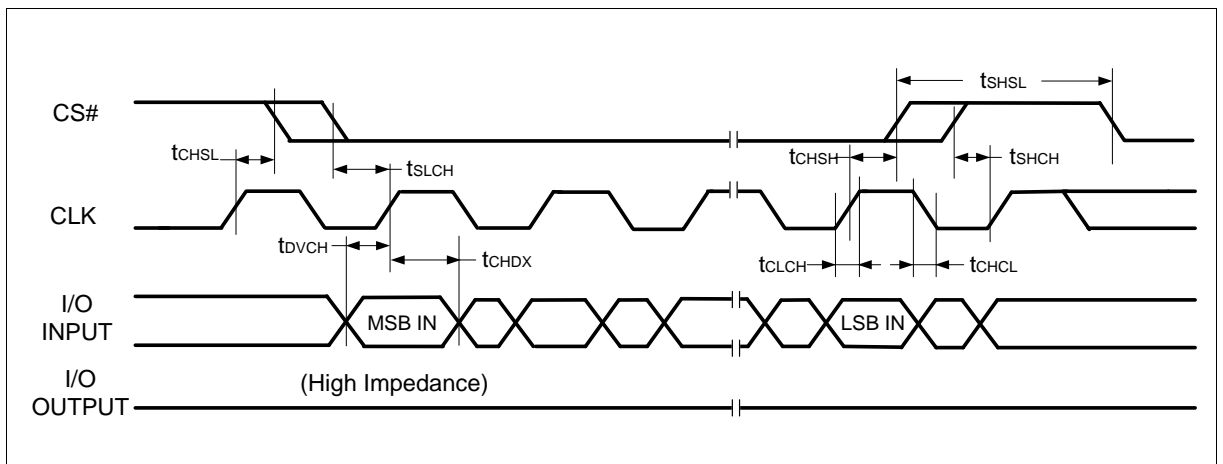 tSHSL
CS#
tCHSL
tSLCH
tCHSH
tSHCH
CLK
tDVCH
tCHDX
tCLCH
tCHCL
I/O
INPUT
MSB IN
LSB IN
I/O
OUTPUT
(High Impedance)